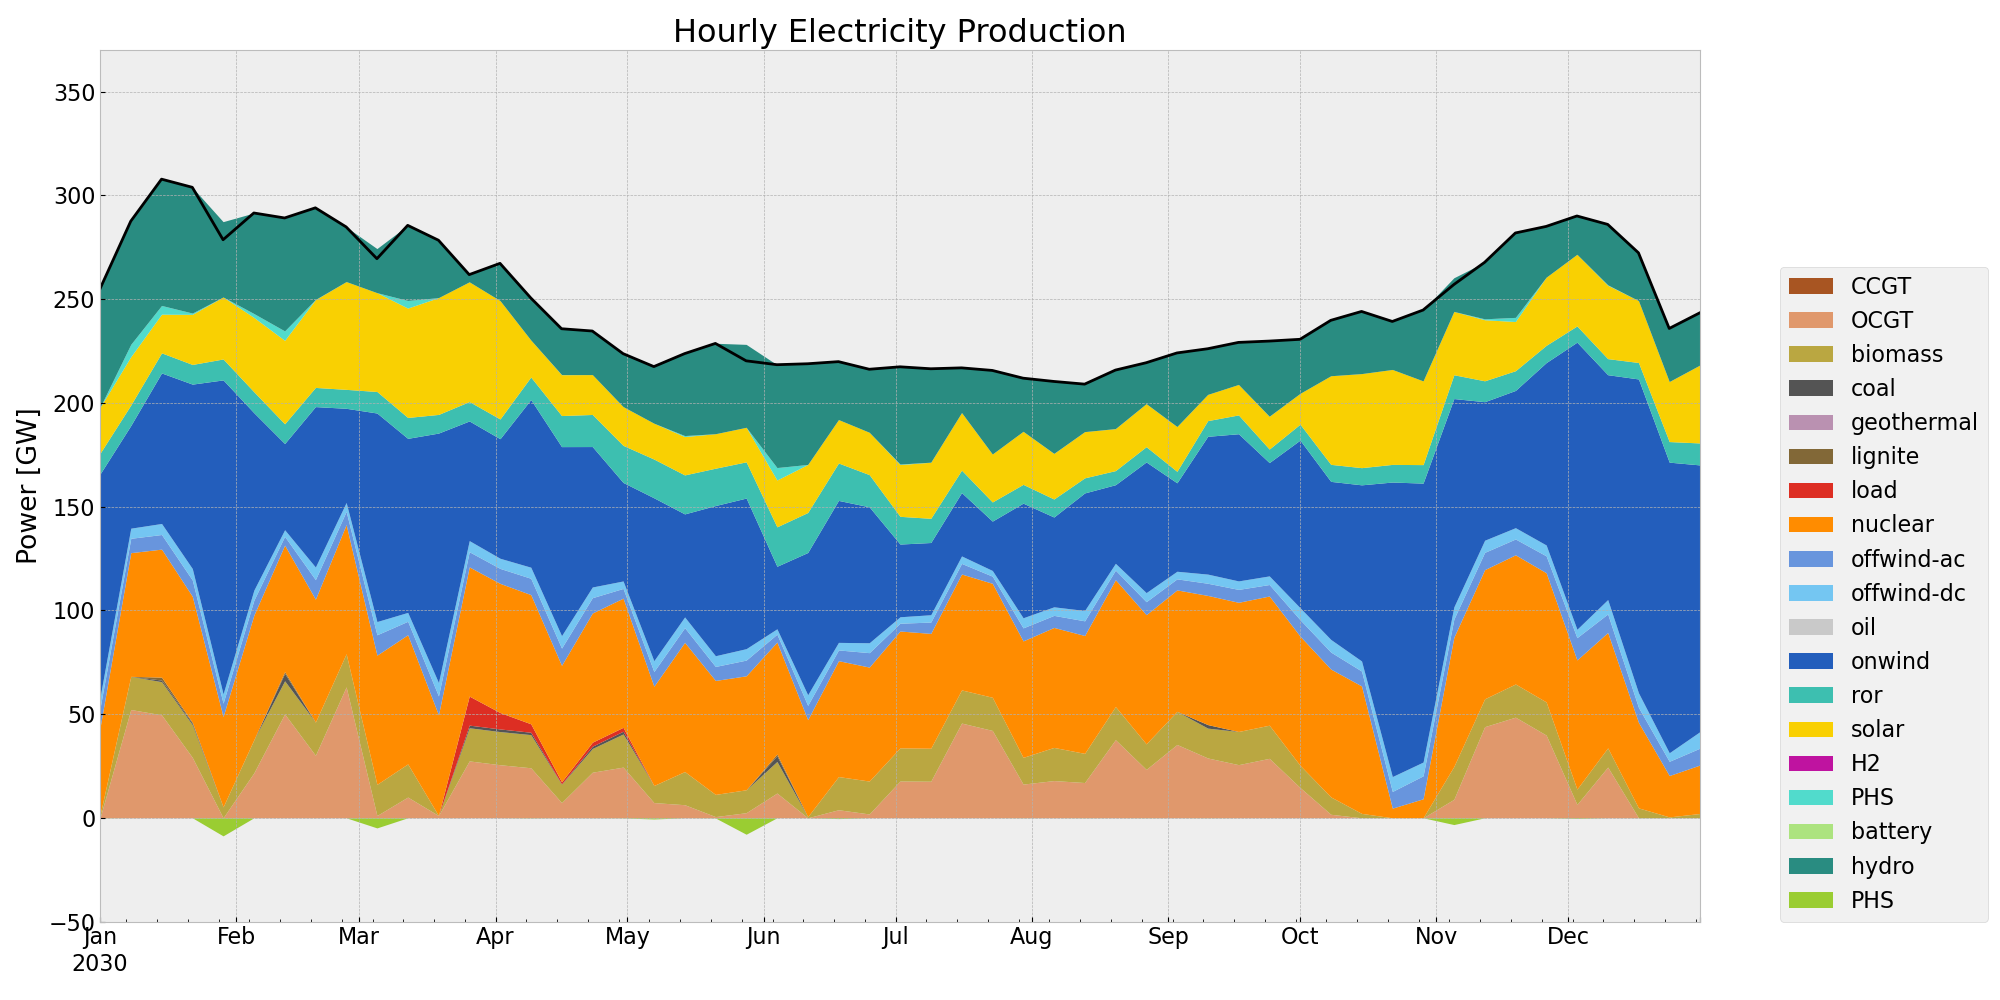 Hourly Electricity Production
Power [GW]
350
300
250
200
150
100
50
0
−50
Jan Feb Mar Apr May Jun Jul Aug Sep Oct Nov Dec
2030
CCGT
OCGT
biomass
coal
geothermal
lignite
load
nuclear
offwind-ac
offwind-dc
oil
onwind
ror
solar
H2
PHS
battery
hydro
PHS